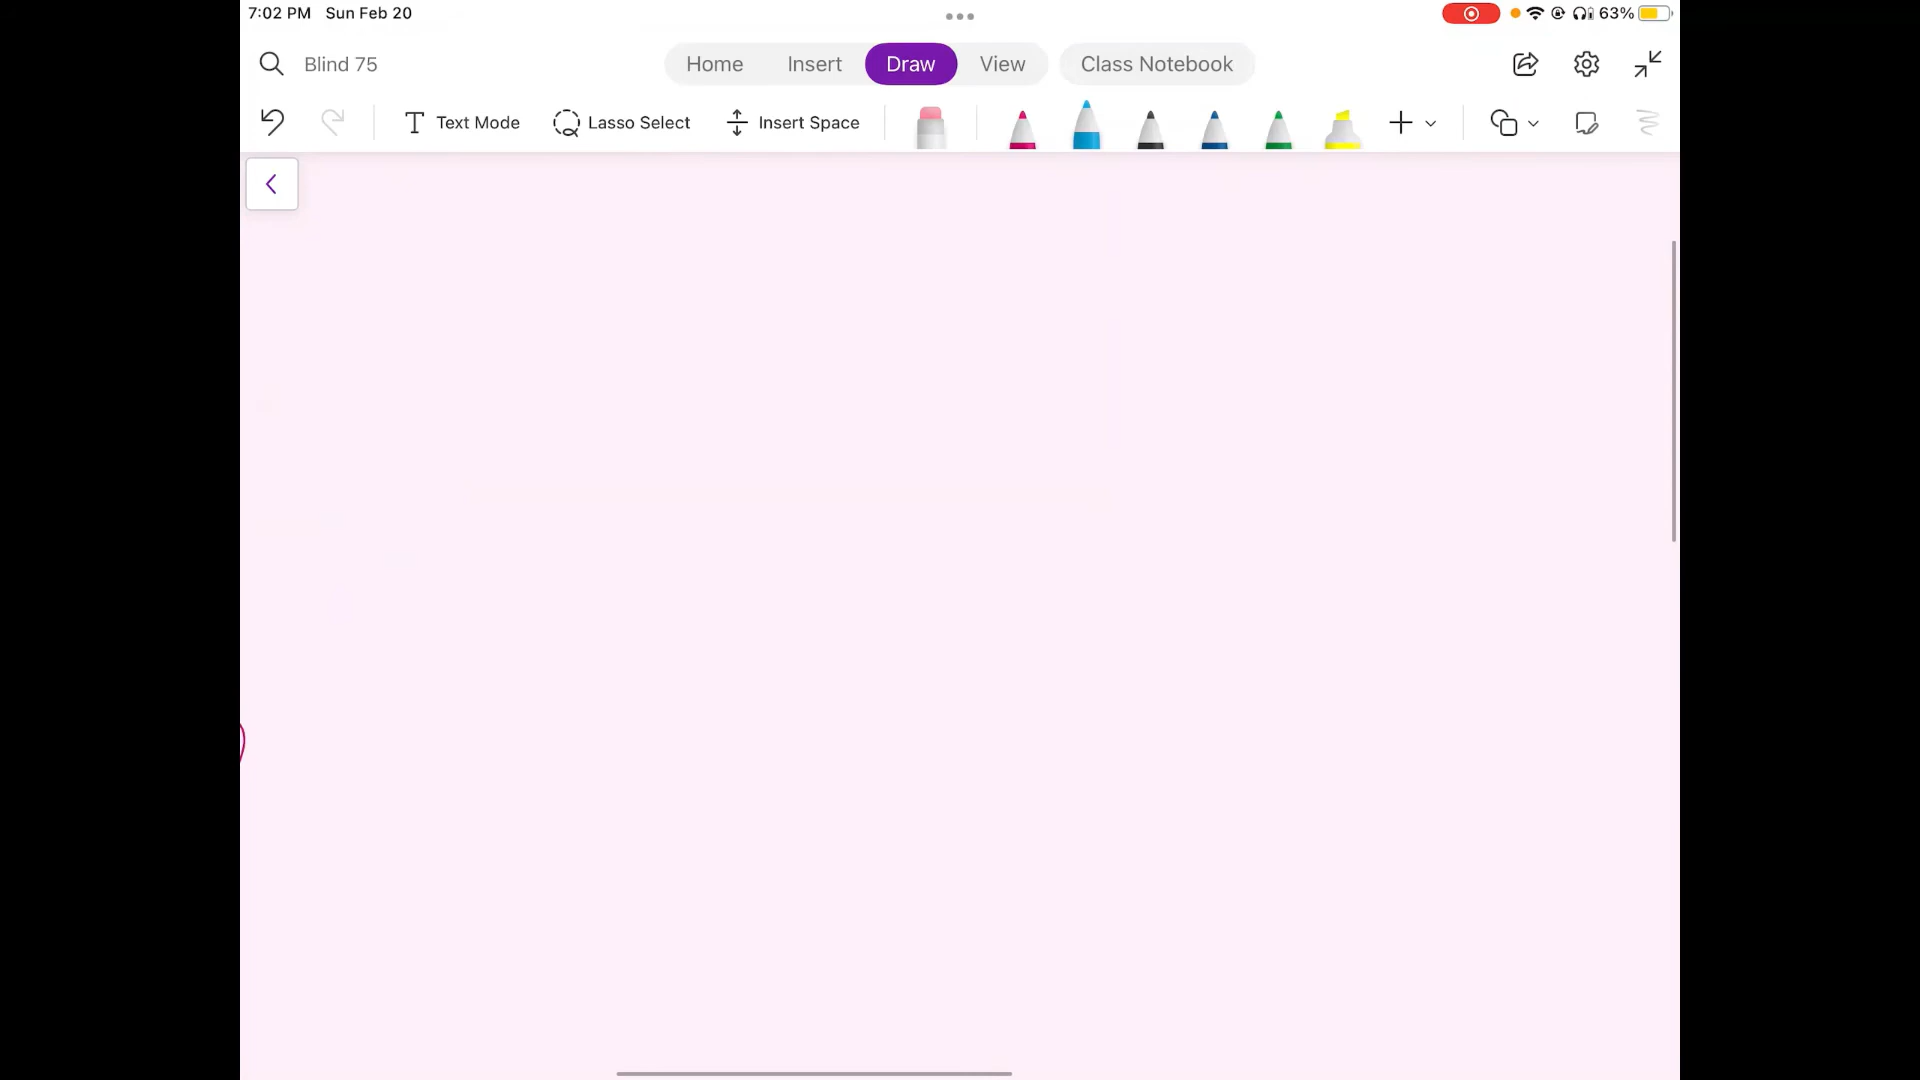 7:02 PM Sun Feb 20 63%
Blind 75 Home Insert Draw View Class Notebook
Text Mode Lasso Select Insert Space